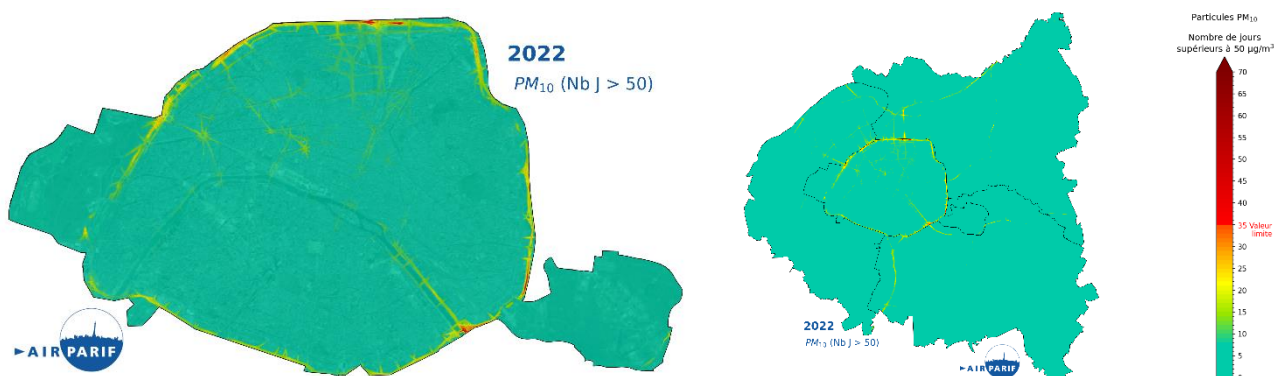 2022
PM₁₀ (Nb J > 50)
►AIRPARIF
2022
PM₁₀ (Nb J > 50)
►AIRPARIF
Particules PM₁₀
Nombre de jours
supérieurs à 50 µg/m³
70
65
60
55
50
45
40
35 Valeur
limite
30
25
20
15
10
5